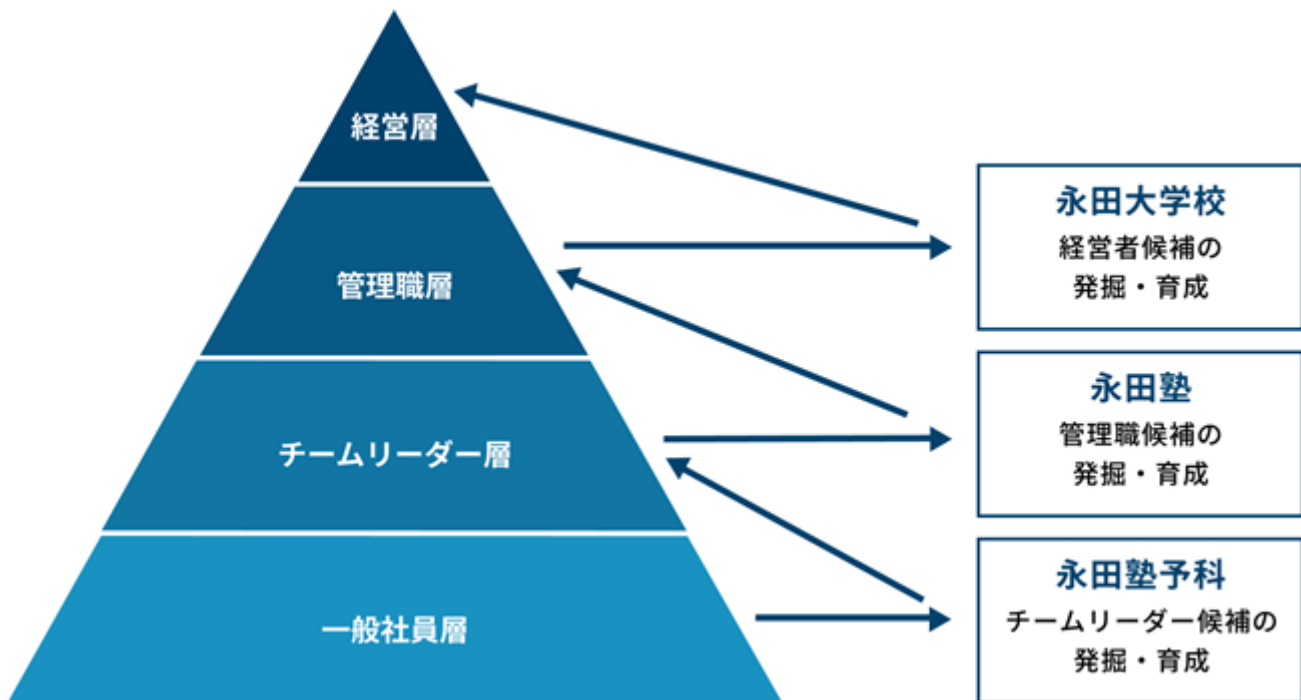 経営層
管理職層
チームリーダー層
一般社員層
永田大学校
経営者候補の
発掘・育成
永田塾
管理職候補の
発掘・育成
永田塾予科
チームリーダー候補の
発掘・育成